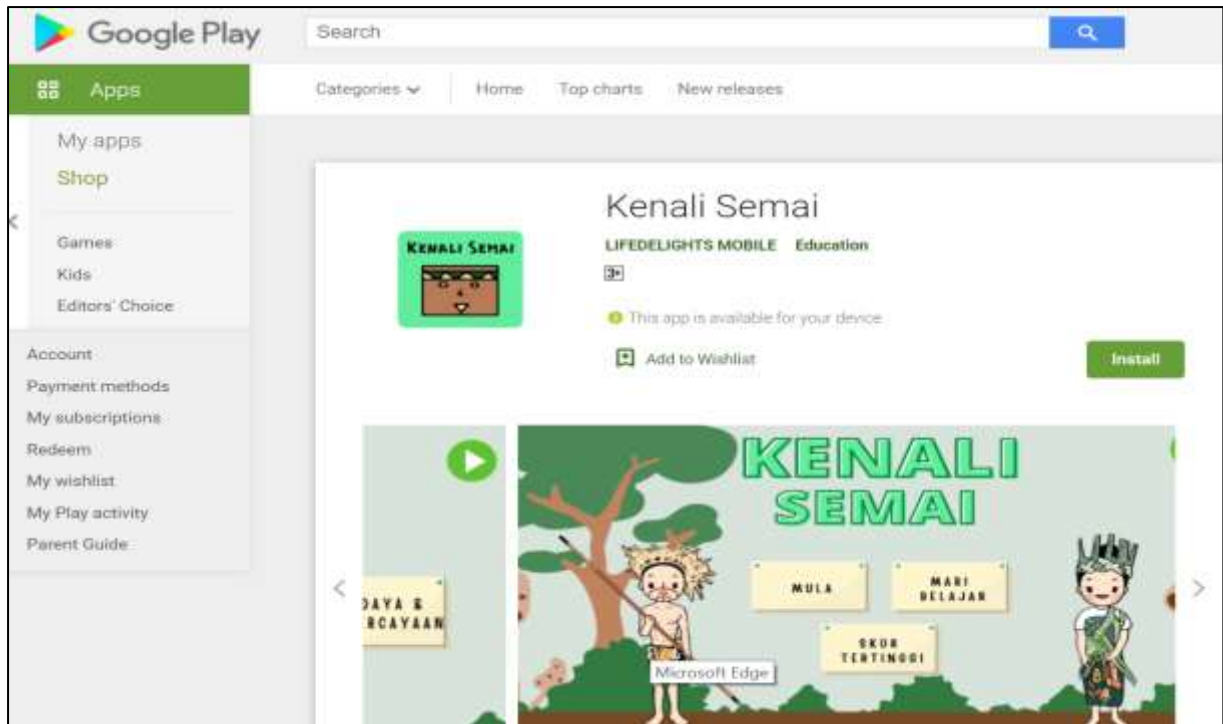 Google Play
Search
Apps
Categories
Home
Top charts
New releases
My apps
Shop
Games
Kids
Editors' Choice
Account
Payment methods
My subscriptions
Redeem
My wishlist
My Play activity
Parent Guide
KENALI SEMAI
Kenali Semai
LIFEDELIGHTS MOBILE Education
3+
This app is available for your device
Add to Wishlist
Install
DAYA &
RCAYAAN
KENALI
SEMAI
MULA
MARI
BELAJAR
SKOR
TERTINGGI
Microsoft Edge